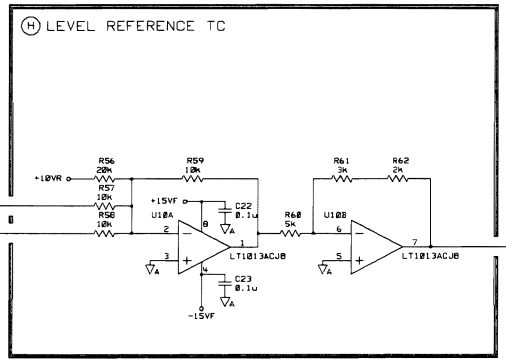 H LEVEL REFERENCE TC
R56
20k
+10VR
R57
10k
R58
10k
R59
10k
+15VF
C22
0.1u
A
U10A
2
8
3
4
1
A
LT1013ACJ8
C23
0.1u
A
-15VF
R60
5k
R61
3k
R62
2k
U10B
6
5
7
A
LT1013ACJ8